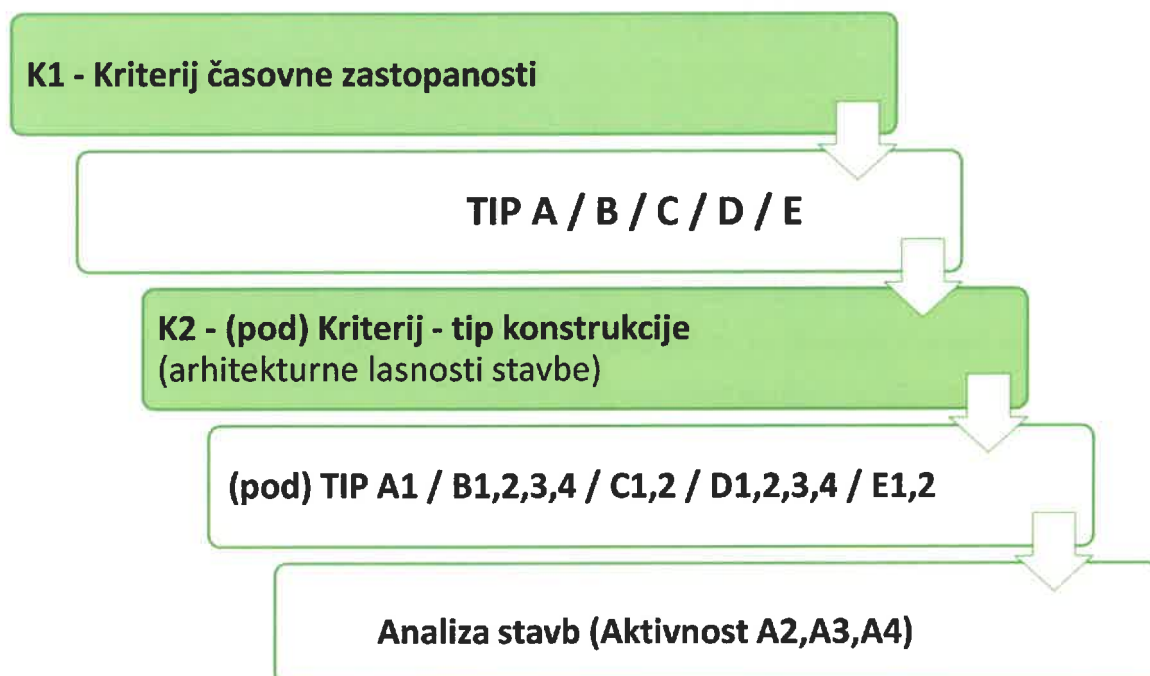 K1 - Kriterij časovne zastopanosti
TIP A / B / C / D / E
K2 - (pod) Kriterij - tip konstrukcije
(arhitekturne lasnosti stavbe)
(pod) TIP A1 / B1,2,3,4 / C1,2 / D1,2,3,4 / E1,2
Analiza stavb (Aktivnost A2,A3,A4)